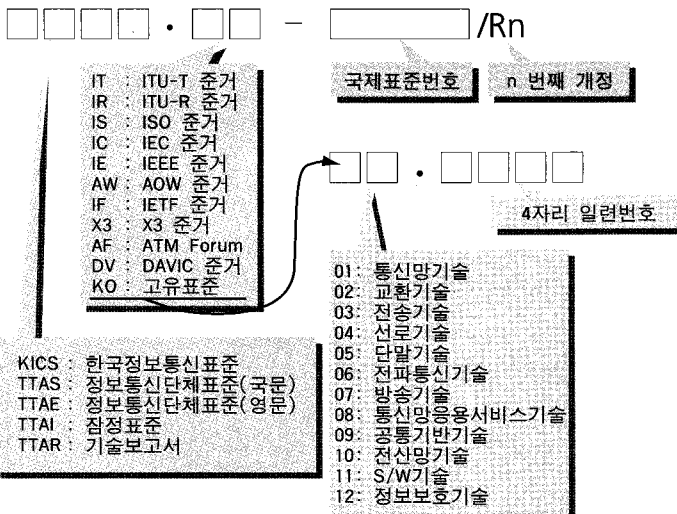 · - /Rn
IT : ITU-T 준거
IR : ITU-R 준거
IS : ISO 준거
IC : IEC 준거
IE : IEEE 준거
AW : AOW 준거
IF : IETF 준거
X3 : X3 준거
AF : ATM Forum
DV : DAVIC 준거
KO : 고유표준
국제표준번호
n 번째 개정
·
4자리 일련번호
KICS : 한국정보통신표준
TTAS : 정보통신단체표준(국문)
TTAE : 정보통신단체표준(영문)
TTAI : 잠정표준
TTAR : 기술보고서
01: 통신망기술
02: 교환기술
03: 전송기술
04: 선로기술
05: 단말기술
06: 전파통신기술
07: 방송기술
08: 통신망응용서비스기술
09: 공통기반기술
10: 전산망기술
11: S/W기술
12: 정보보호기술